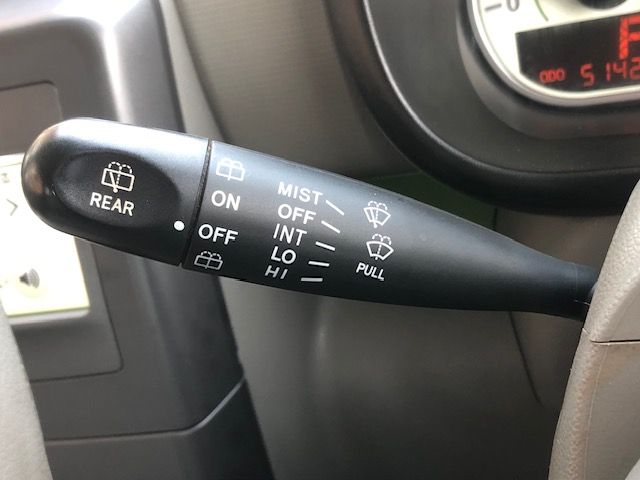 REAR
ON
OFF
MIST
OFF
INT
LO
HI
PULL
ODO 5142